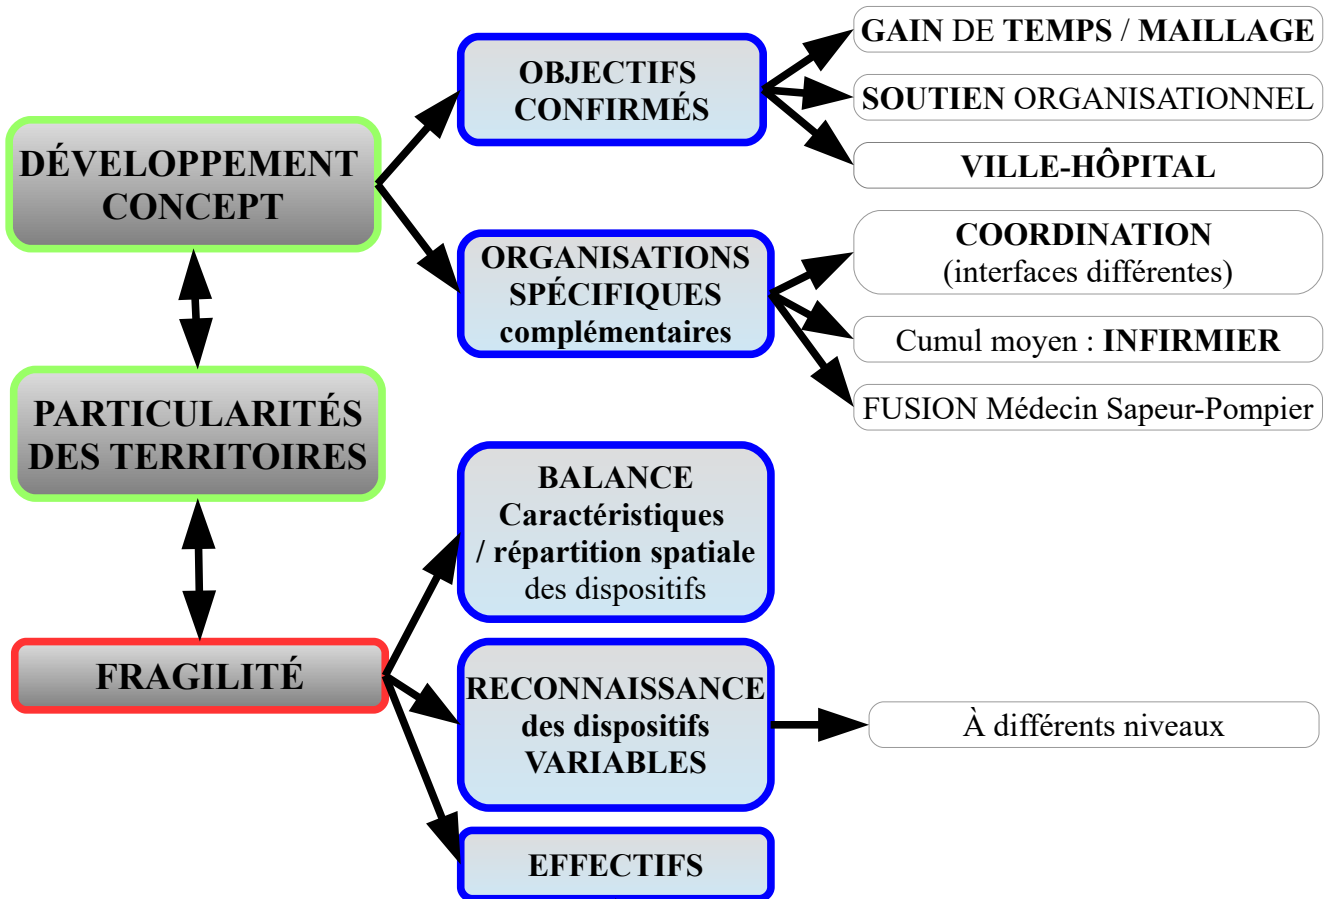 DÉVELOPPEMENT
CONCEPT
OBJECTIFS
CONFIRMÉS
GAIN DE TEMPS / MAILLAGE
SOUTIEN ORGANISATIONNEL
VILLE-HÔPITAL
ORGANISATIONS
SPÉCIFIQUES
complémentaires
COORDINATION
(interfaces différentes)
Cumul moyen : INFIRMIER
FUSION Médecin Sapeur-Pompier
PARTICULARITÉS
DES TERRITOIRES
FRAGILITÉ
BALANCE
Caractéristiques
/ répartition spatiale
des dispositifs
RECONNAISSANCE
des dispositifs
VARIABLES
À différents niveaux
EFFECTIFS